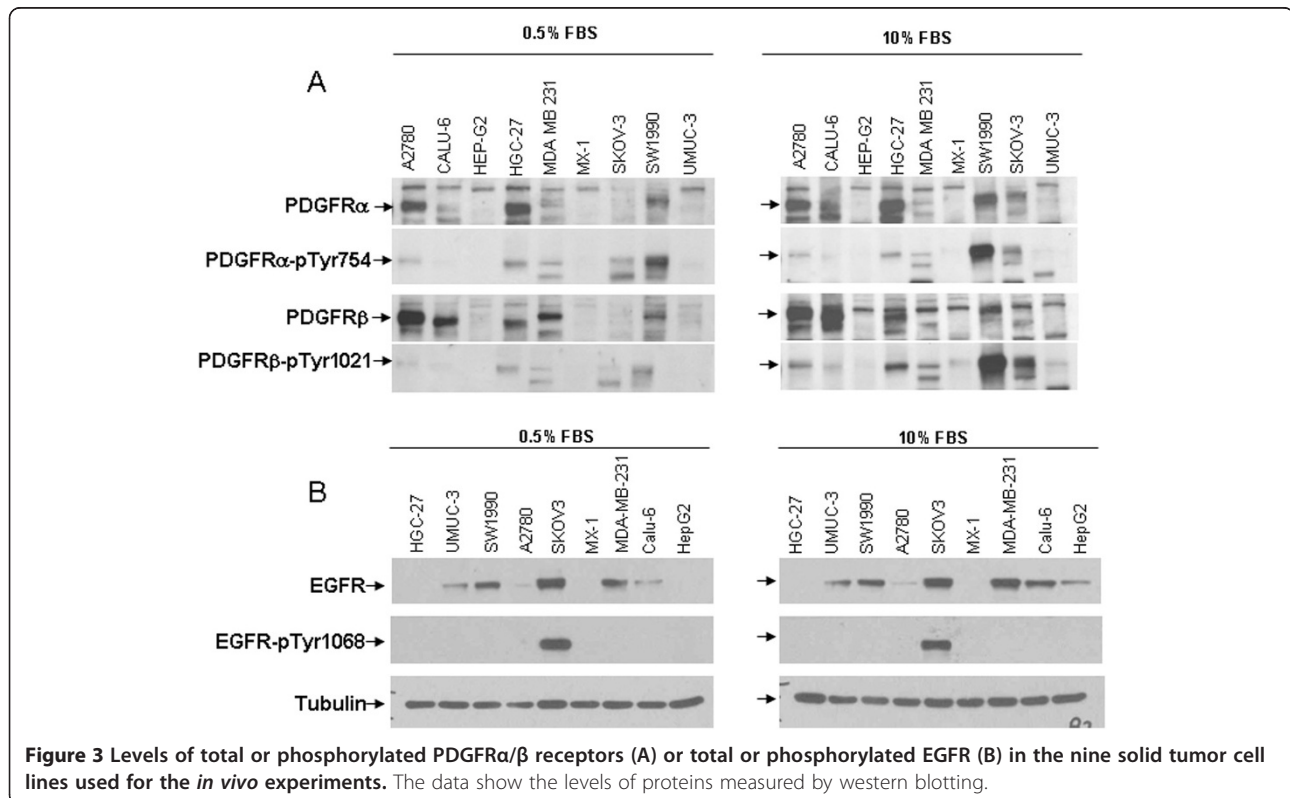 0.5% FBS
10% FBS
A
A2780
CALU-6
HEP-G2
HGC-27
MDA MB 231
MX-1
SKOV-3
SW1990
UMUC-3
A2780
CALU-6
HEP-G2
HGC-27
MDA MB 231
MX-1
SW1990
SKOV-3
UMUC-3
PDGFRα
PDGFRα-pTyr754
PDGFRβ
PDGFRβ-pTyr1021
0.5% FBS
10% FBS
B
HGC-27
UMUC-3
SW1990
A2780
SKOV3
MX-1
MDA-MB-231
Calu-6
HepG2
HGC-27
UMUC-3
SW1990
A2780
SKOV3
MX-1
MDA-MB-231
Calu-6
HepG2
EGFR
EGFR-pTyr1068
Tubulin
Figure 3 Levels of total or phosphorylated PDGFRα/β receptors (A) or total or phosphorylated EGFR (B) in the nine solid tumor cell
lines used for the in vivo experiments. The data show the levels of proteins measured by western blotting.